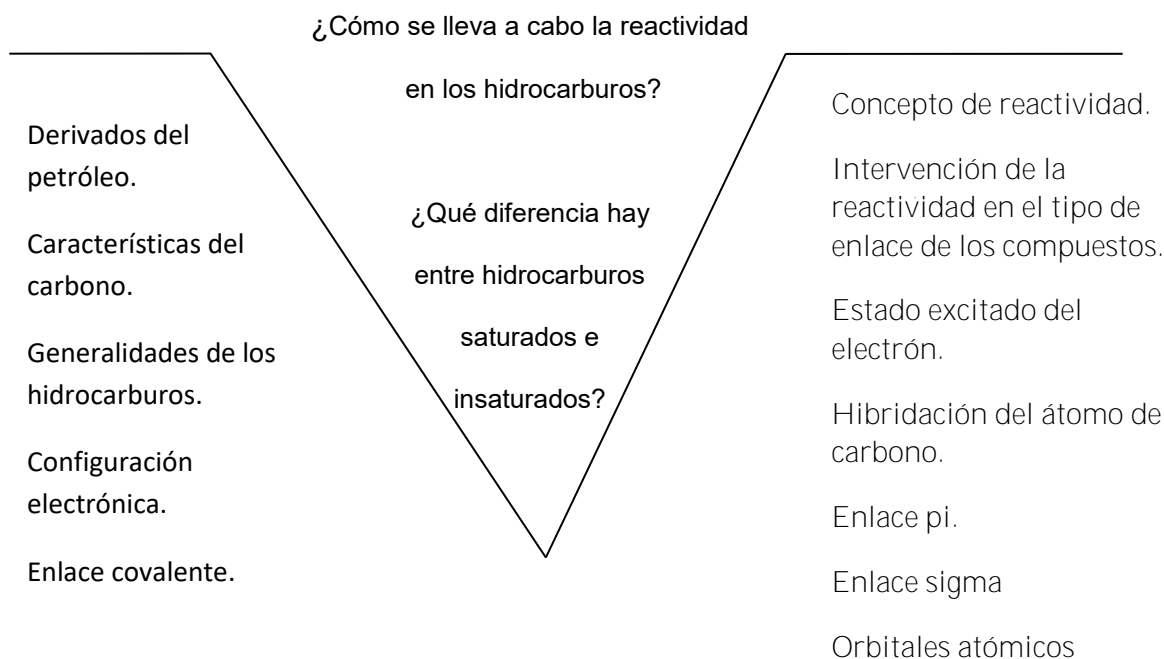 ¿Cómo se lleva a cabo la reactividad
en los hidrocarburos?
¿Qué diferencia hay
entre hidrocarburos
saturados e
insaturados?
Derivados del
petróleo.
Características del
carbono.
Generalidades de los
hidrocarburos.
Configuración
electrónica.
Enlace covalente.
Concepto de reactividad.
Intervención de la
reactividad en el tipo de
enlace de los compuestos.
Estado excitado del
electrón.
Hibridación del átomo de
carbono.
Enlace pi.
Enlace sigma
Orbitales atómicos